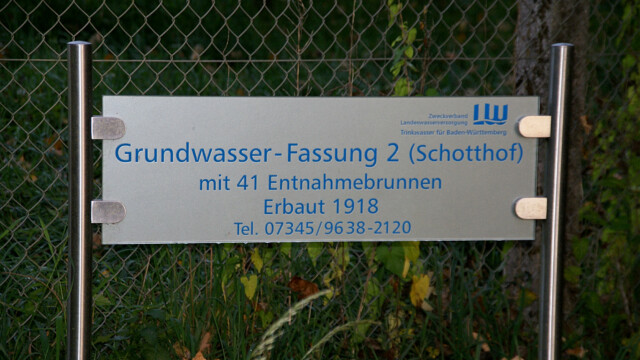 Zweckverband
Landeswasserversorgung
LW
Trinkwasser für Baden-Württemberg
Grundwasser-Fassung 2 (Schotthof)
mit 41 Entnahmebrunnen
Erbaut 1918
Tel. 07345/9638-2120